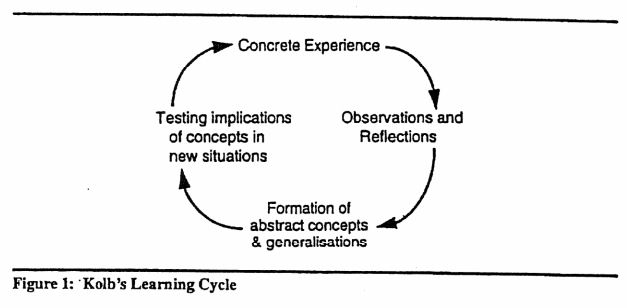 Concrete Experience
Testing implications
of concepts in
new situations
Observations and
Reflections
Formation of
abstract concepts
& generalisations
Figure 1: Kolb's Learning Cycle